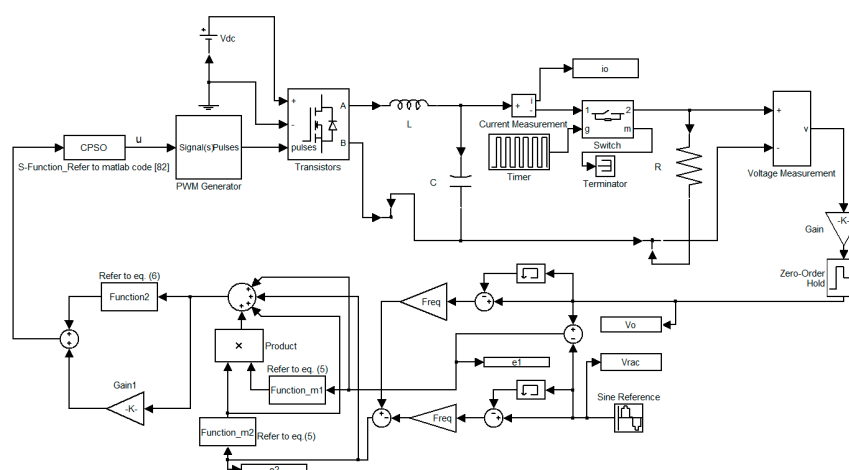 Vdc
io
A
B
pulses
Transistors
L
i
Current Measurement
1
2
g
m
Switch
Terminator
Timer
C
R
v
Voltage Measurement
CPSO
u
S-Function_Refer to matlab code [82]
Signal(s)Pulses
PWM Generator
-K-
Gain
Zero-Order
Hold
Refer to eq. (6)
Function2
Freq
Vo
Product
e1
Vrac
Refer to eq. (5)
Function_m1
Gain1
-K-
Sine Reference
Freq
Function_m2
Refer to eq.(5)